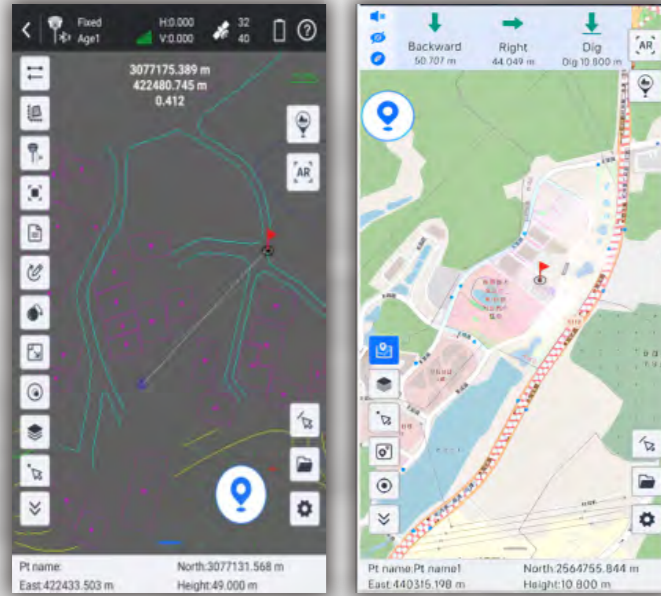 Fixed
Age1
H:0.000
V:0.000
32
40
3077175.389 m
422480.745 m
0.412
AR
Pt name:
North:3077131.568 m
East:422433.503 m
Height:49.000 m
Backward
50.707 m
Right
44.049 m
Dig
Dig 10.800 m
AR
Pt name:Pt name1
North:2564755.844 m
East:440315.198 m
Height:10.800 m